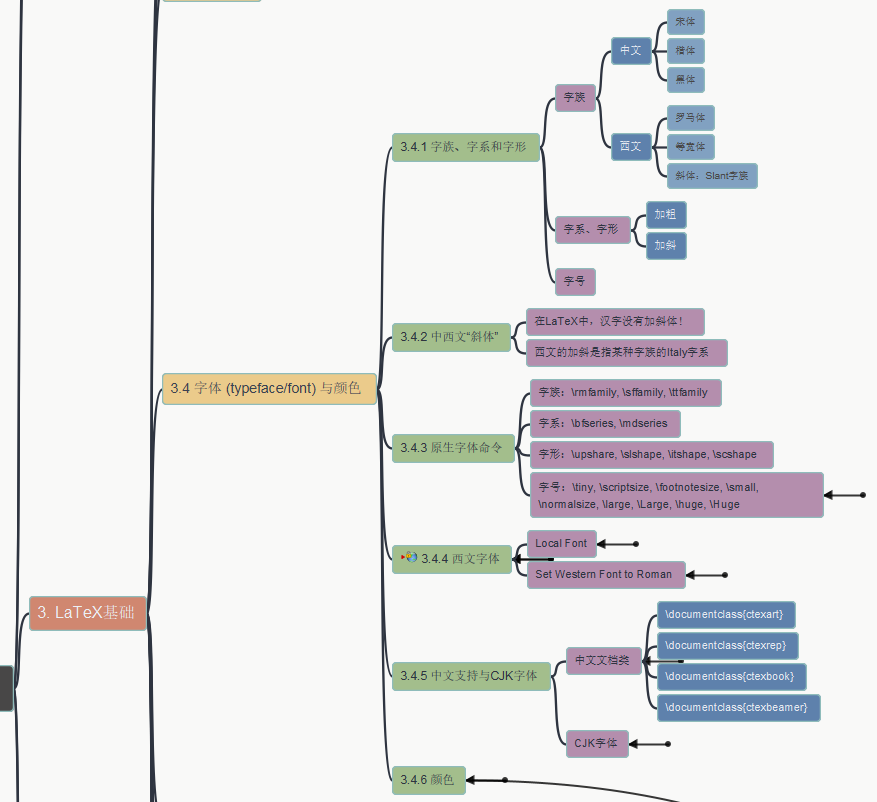 宋体
中文
楷体
黑体
字族
罗马体
3.4.1 字族、字系和字形
西文
等宽体
斜体：Slant字族
加粗
字系、字形
加斜
字号
3.4.2 中西文“斜体”
在LaTeX中，汉字没有加斜体！
西文的加斜是指某种字族的Italy字系
3.4 字体 (typeface/font) 与颜色
字族：\rmfamily, \sffamily, \ttfamily
字系：\bfseries, \mdseries
3.4.3 原生字体命令
字形：\upshare, \slshape, \itshape, \scshape
字号：\tiny, \scriptsize, \footnotesize, \small,
\normalsize, \large, \Large, \huge, \Huge
3.4.4 西文字体
Local Font
Set Western Font to Roman
3. LaTeX基础
\documentclass{ctexart}
\documentclass{ctexrep}
中文文档类
3.4.5 中文支持与CJK字体
\documentclass{ctexbook}
\documentclass{ctexbeamer}
CJK字体
3.4.6 颜色